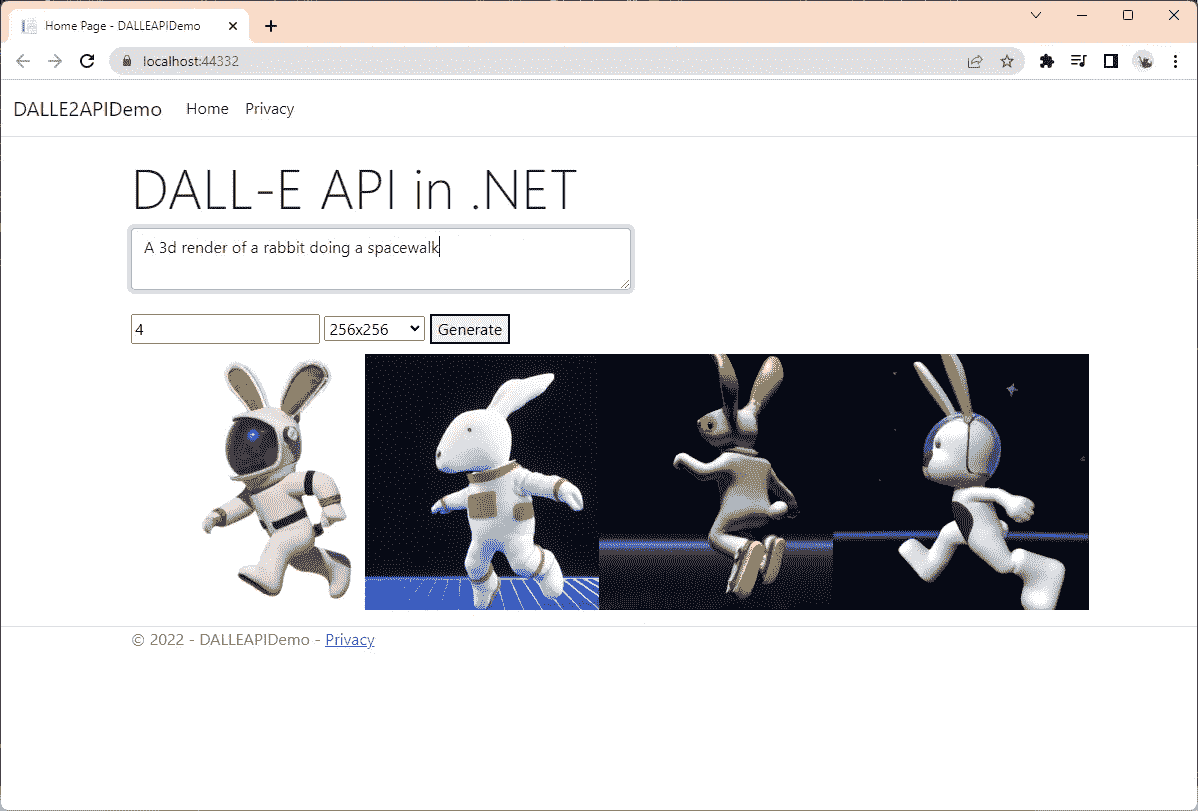 Home Page - DALLEAPIDemo
localhost:44332
DALLE2APIDemo Home Privacy
DALL-E API in .NET
A 3d render of a rabbit doing a spacewalk
4 256x256 Generate
© 2022 - DALLEAPIDemo - Privacy